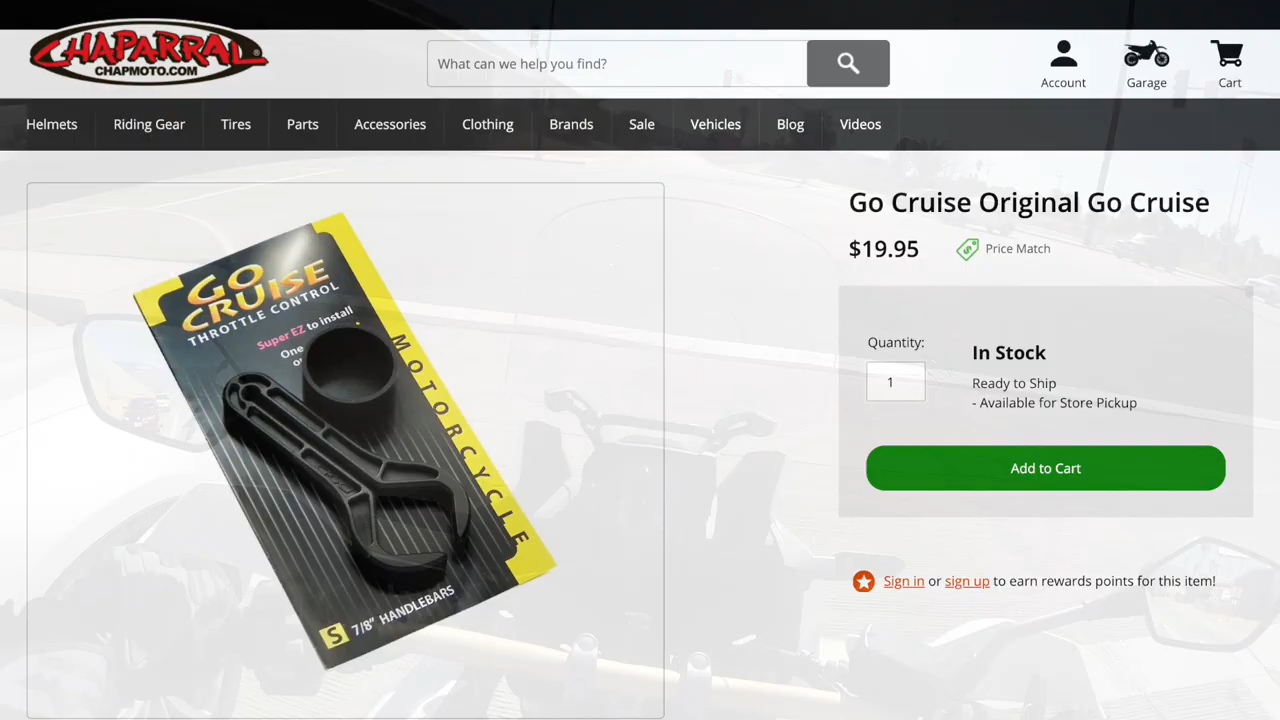 CHAPARRAL®
CHAPMOTO.COM
What can we help you find?
Account
Garage
Cart
Helmets
Riding Gear
Tires
Parts
Accessories
Clothing
Brands
Sale
Vehicles
Blog
Videos
GO
CRUISE
THROTTLE CONTROL
Super EZ to install
One
MOTORCYCLE
S 7/8" HANDLEBARS
Go Cruise Original Go Cruise
$19.95
Price Match
Quantity:
1
In Stock
Ready to Ship
- Available for Store Pickup
Add to Cart
Sign in or sign up to earn rewards points for this item!